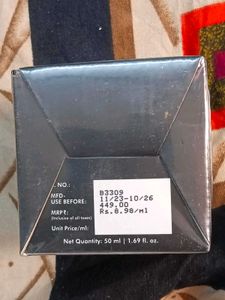 . NO.: B3309
MFD- 11/23-10/26
USE BEFORE:
MRP₹: 449.00
(Inclusive of all taxes)
Unit Price/ml: Rs.8.98/ml
Net Quantity: 50 ml | 1.69 fl. oz.